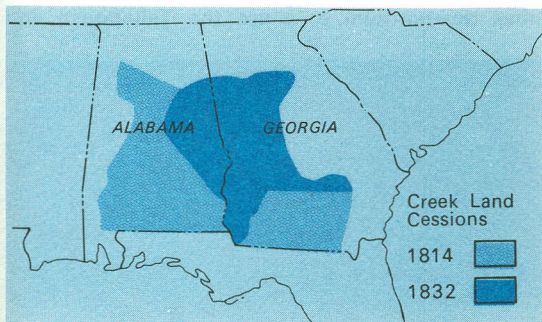 ALABAMA
GEORGIA
Creek Land
Cessions
1814
1832